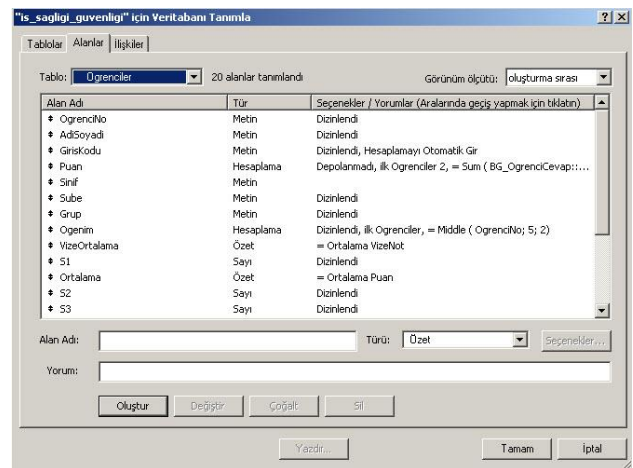 "is_sagligi_guvenligi" için Veritabanı Tanımla
Tablolar Alanlar İlişkiler
Tablo: Ogrenciler 20 alanlar tanımlandı Görünüm ölçütü: oluşturma sırası
Alan Adı Tür Seçenekler / Yorumlar (Aralarında geçiş yapmak için tıklatın)
OgrenciNo Metin Dizinlendi
AdiSoyadi Metin Dizinlendi
GirisKodu Metin Dizinlendi, Hesaplamayı Otomatik Gir
Puan Hesaplama Depolanmadı, ilk Ogrenciler 2, = Sum ( BG_OgrenciCevap::...
Sinif Metin
Sube Metin Dizinlendi
Grup Metin Dizinlendi
Ogenim Hesaplama Dizinlendi, ilk Ogrenciler, = Middle ( OgrenciNo; 5; 2)
VizeOrtalama Özet = Ortalama VizeNot
S1 Sayı Dizinlendi
Ortalama Özet = Ortalama Puan
S2 Sayı Dizinlendi
S3 Sayı Dizinlendi
Alan Adı: Türü: Özet Seçenekler...
Yorum:
Oluştur Değiştir Çoğalt Sil
Yazdır... Tamam İptal